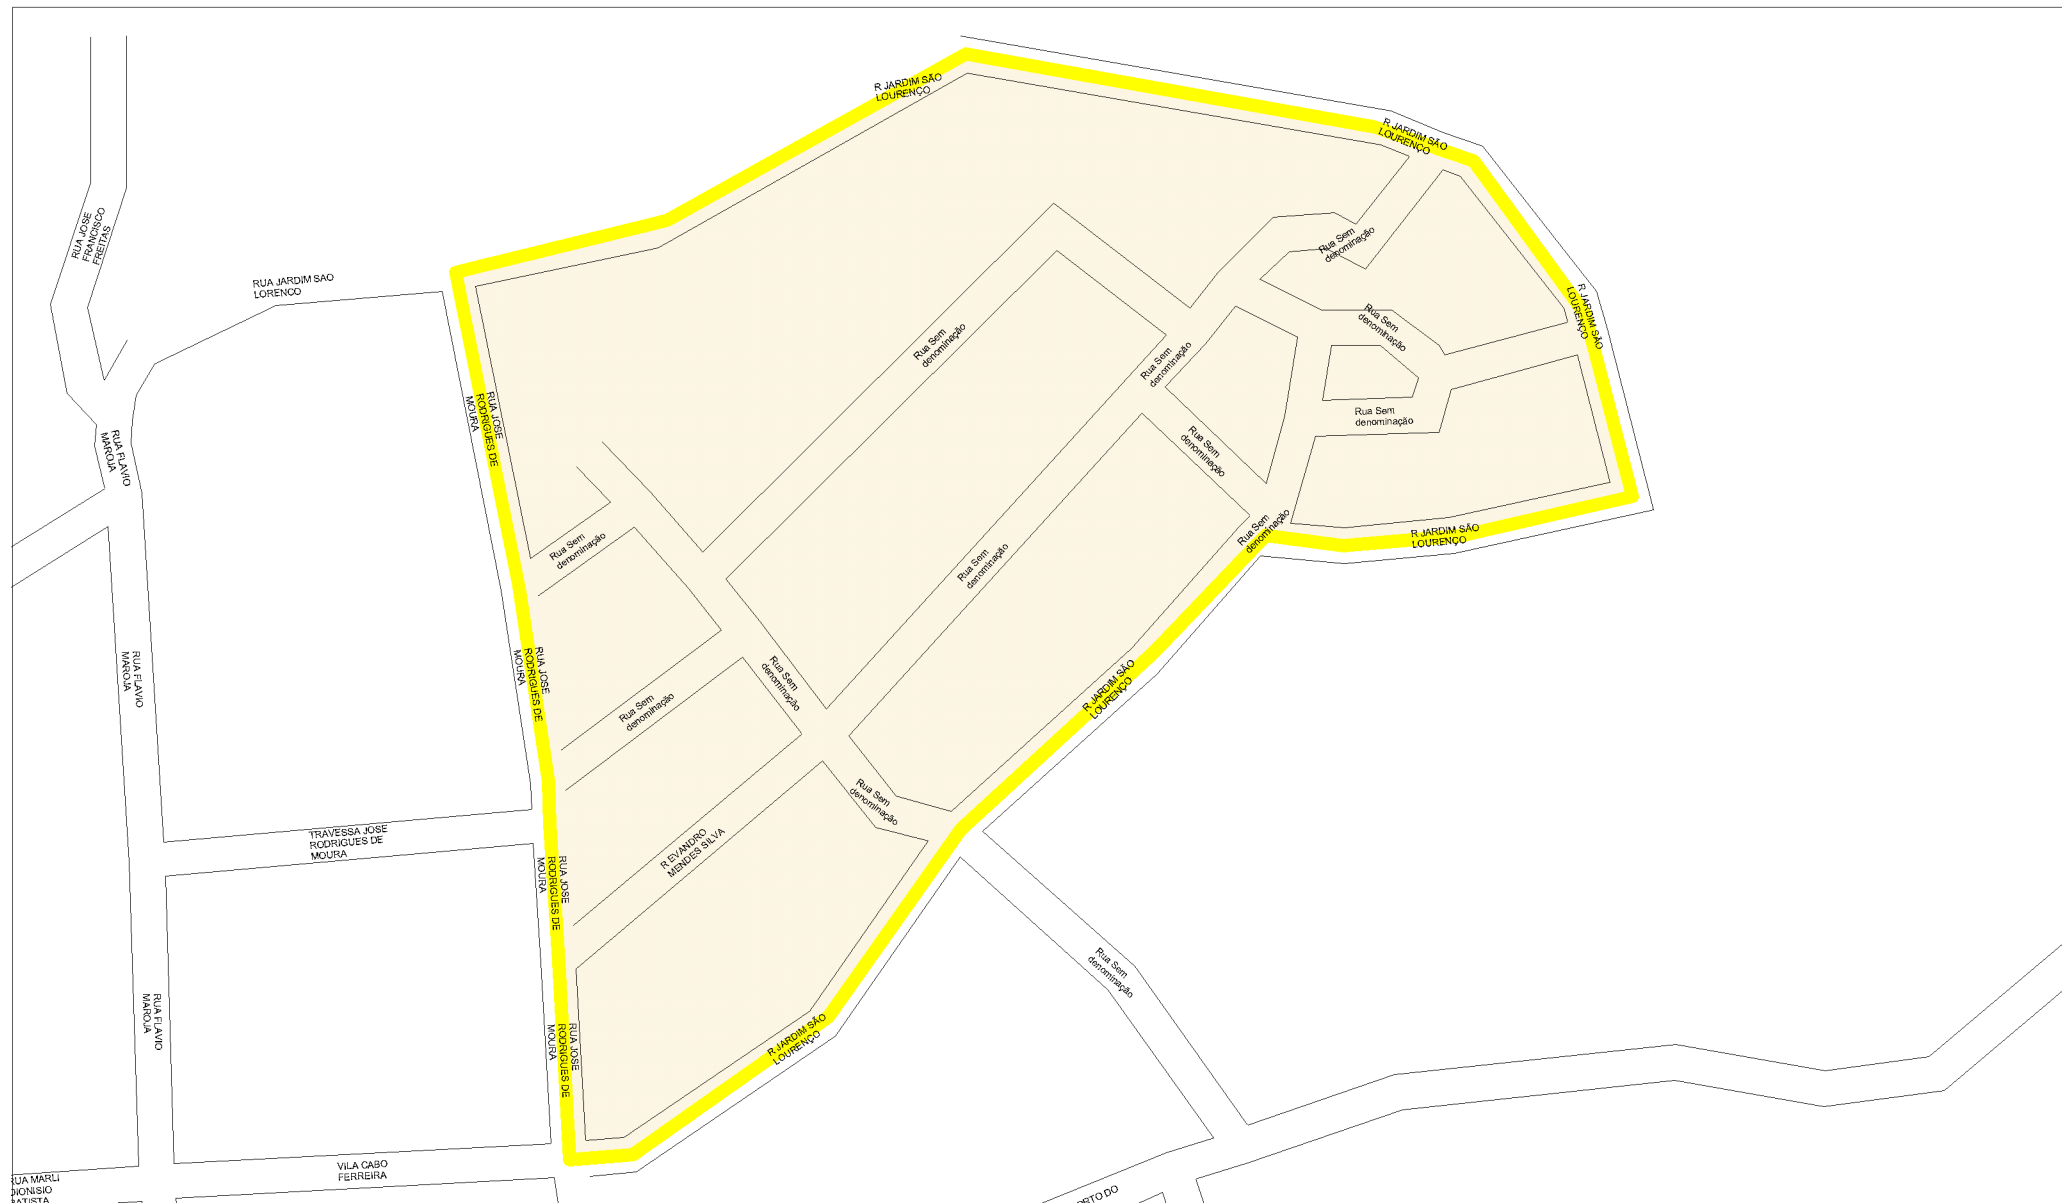 R JARDIM SÃO
LOURENÇO
R JARDIM SÃO
LOURENÇO
RUA JOSE
FRANCISCO
FREITAS
Rua Sem
denominação
RUA JARDIM SAO
LORENCO
R JARDIM SÃO
LOURENÇO
Rua Sem
denominação
Rua Sem
denominação
Rua Sem
denominação
RUA JOSE
RODRIGUES DE
MOURA
Rua Sem
denominação
RUA FLAVIO
MAROJA
Rua Sem
denominação
Rua Sem
denominação
R JARDIM SÃO
LOURENÇO
Rua Sem
denominação
Rua Sem
denominação
RUA JOSE
RODRIGUES DE
MOURA
RUA FLAVIO
MAROJA
Rua Sem
denominação
R JARDIM SÃO
LOURENÇO
Rua Sem
denominação
Rua Sem
denominação
TRAVESSA JOSE
RODRIGUES DE
MOURA
R EVANDRO
MENDES SILVA
RUA JOSE
RODRIGUES DE
MOURA
Rua Sem
denominação
RUA FLAVIO
MAROJA
R JARDIM SÃO
LOURENÇO
RUA JOSE
RODRIGUES DE
MOURA
VILA CABO
FERREIRA
RUA MARLI
DIONISIO
BATISTA
RTO DO